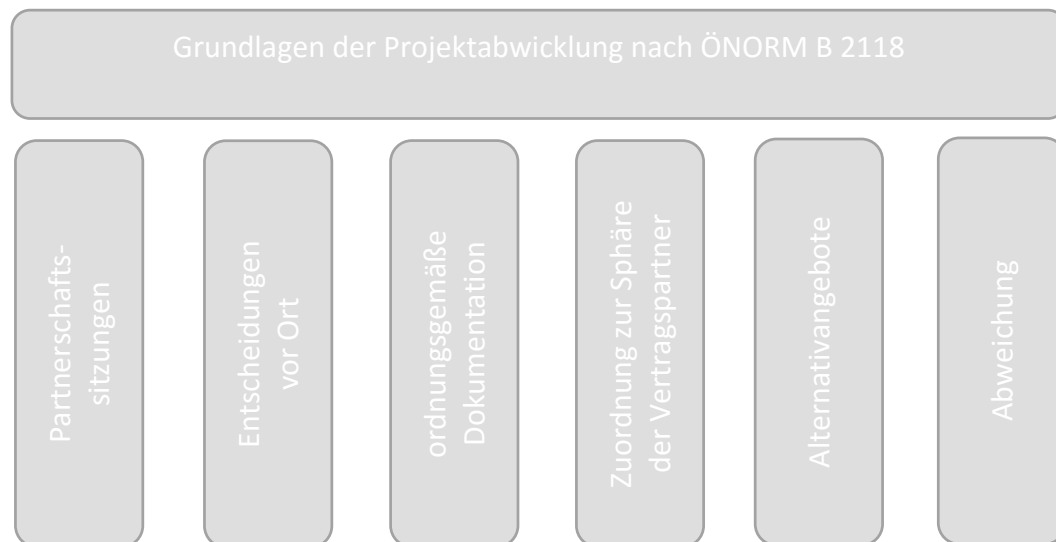 Grundlagen der Projektabwicklung nach ÖNORM B 2118
Partnerschafts-
sitzungen
Entscheidungen
vor Ort
ordnungsgemäße
Dokumentation
Zuordnung zur Sphäre
der Vertragspartner
Alternativangebote
Abweichung